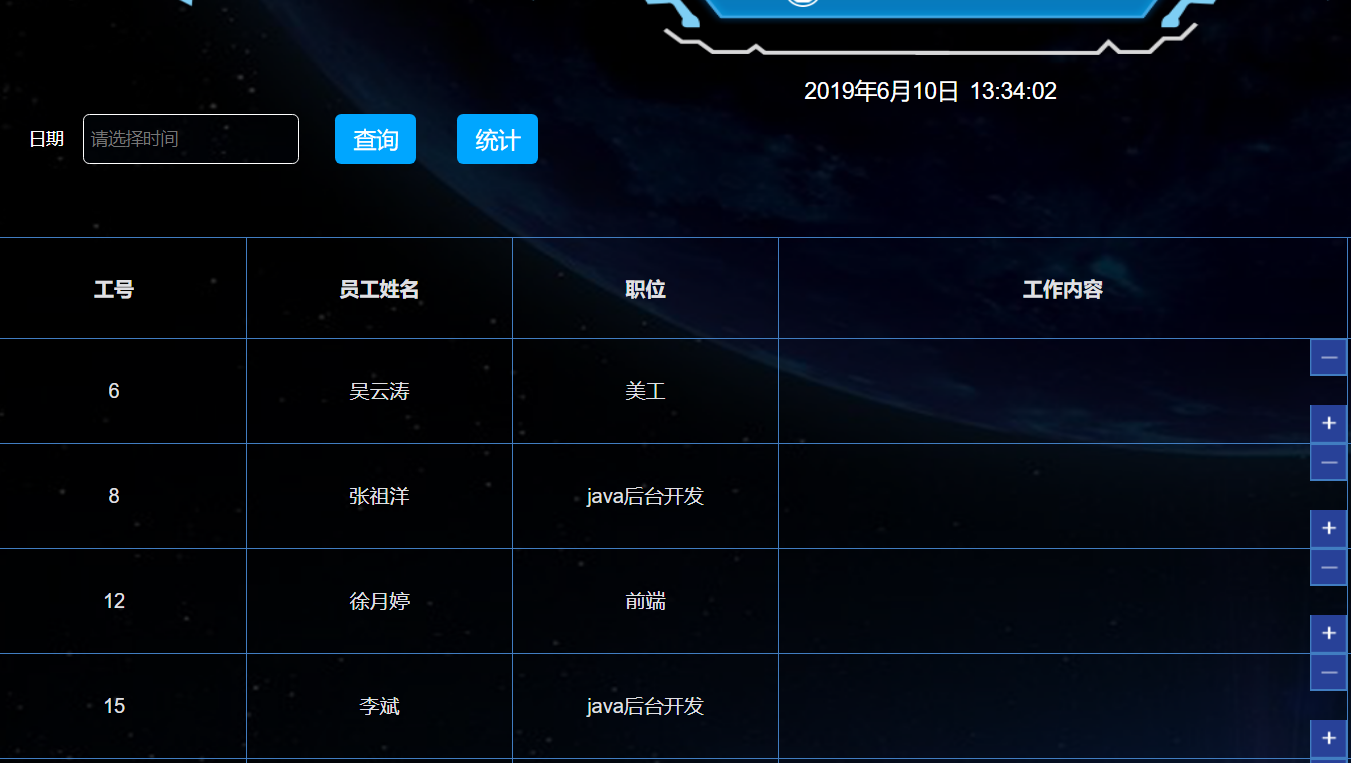 2019年6月10日 13:34:02
日期 请选择时间 查询 统计
工号 员工姓名 职位 工作内容
6 吴云涛 美工
8 张祖洋 java后台开发
12 徐月婷 前端
15 李斌 java后台开发